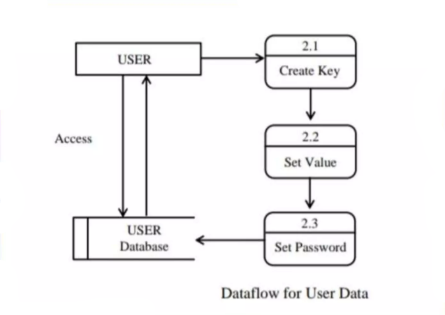 USER
2.1
Create Key
Access
2.2
Set Value
USER
Database
2.3
Set Password
Dataflow for User Data